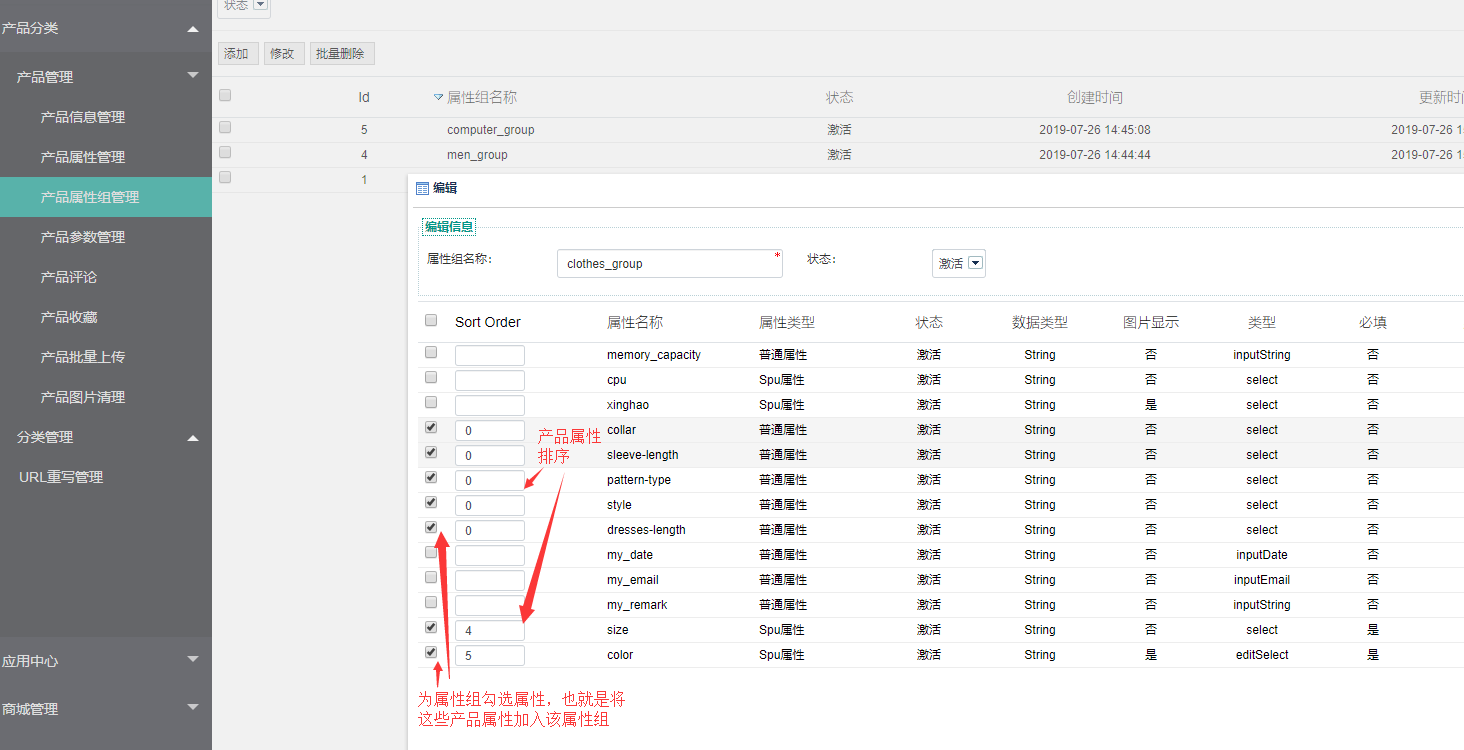 状态
产品分类
产品管理
产品信息管理
产品属性管理
产品属性组管理
产品参数管理
产品评论
产品收藏
产品批量上传
产品图片清理
分类管理
URL重写管理
应用中心
商城管理
添加 修改 批量删除
Id 属性组名称 状态 创建时间 更新时
5 computer_group 激活 2019-07-26 14:45:08 2019-07-26 1
4 men_group 激活 2019-07-26 14:44:44 2019-07-26 1
1
编辑
编辑信息
属性组名称: clothes_group * 状态: 激活
Sort Order 属性名称 属性类型 状态 数据类型 图片显示 类型 必填
memory_capacity 普通属性 激活 String 否 inputString 否
cpu Spu属性 激活 String 否 select 否
xinghao Spu属性 激活 String 是 select 否
0 collar 普通属性 激活 String 否 select 否
0 sleeve-length 普通属性 激活 String 否 select 否
0 pattern-type 普通属性 激活 String 否 select 否
0 style 普通属性 激活 String 否 select 否
0 dresses-length 普通属性 激活 String 否 select 否
my_date 普通属性 激活 String 否 inputDate 否
my_email 普通属性 激活 String 否 inputEmail 否
my_remark 普通属性 激活 String 否 inputString 否
4 size Spu属性 激活 String 否 select 是
5 color Spu属性 激活 String 是 editSelect 是
产品属性
排序
为属性组勾选属性，也就是将
这些产品属性加入该属性组